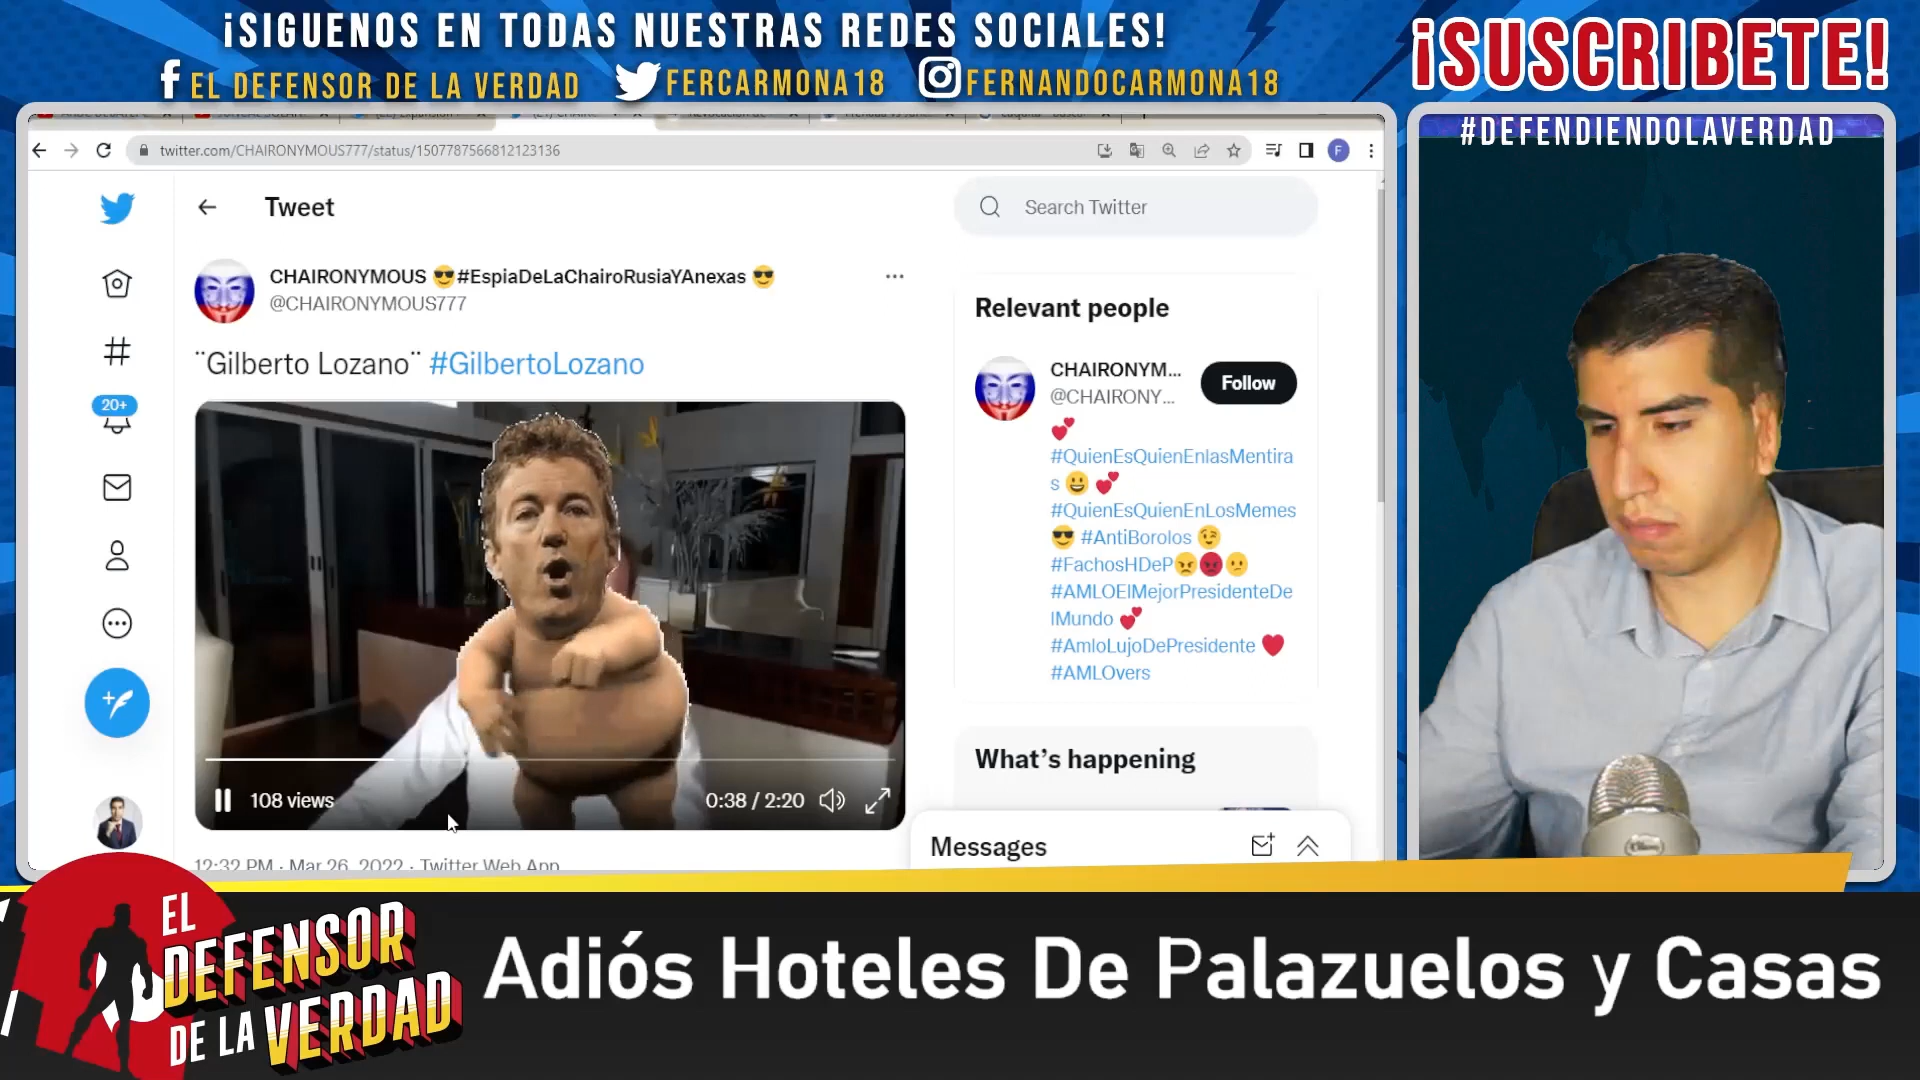 ¡SIGUENOS EN TODAS NUESTRAS REDES SOCIALES!
EL DEFENSOR DE LA VERDAD
FERCARMONA18
FERNANDOCARMONA18
¡SUSCRIBETE!
#DEFENDIENDOLAVERDAD
twitter.com/CHAIRONYMOUS777/status/1507787566812123136
F
Tweet
Search Twitter
CHAIRONYMOUS 😎#EspiaDeLaChairoRusiaYAnexas 😎
@CHAIRONYMOUS777
¨Gilberto Lozano¨ #GilbertoLozano
20+
108 views
0:38 / 2:20
12:32 PM · Mar 26, 2022 · Twitter Web App
Relevant people
CHAIRONYM...
@CHAIRONY...
Follow
💕
#QuienEsQuienEnlasMentira
s 😀 💕
#QuienEsQuienEnLosMemes
😎 #AntiBorolos 😉
#FachosHDeP😠😡😕
#AMLOElMejorPresidenteDe
lMundo 💕
#AmloLujoDePresidente ❤️
#AMLOvers
What's happening
Messages
EL
DEFENSOR
DE LA VERDAD
Adiós Hoteles De Palazuelos y Casas